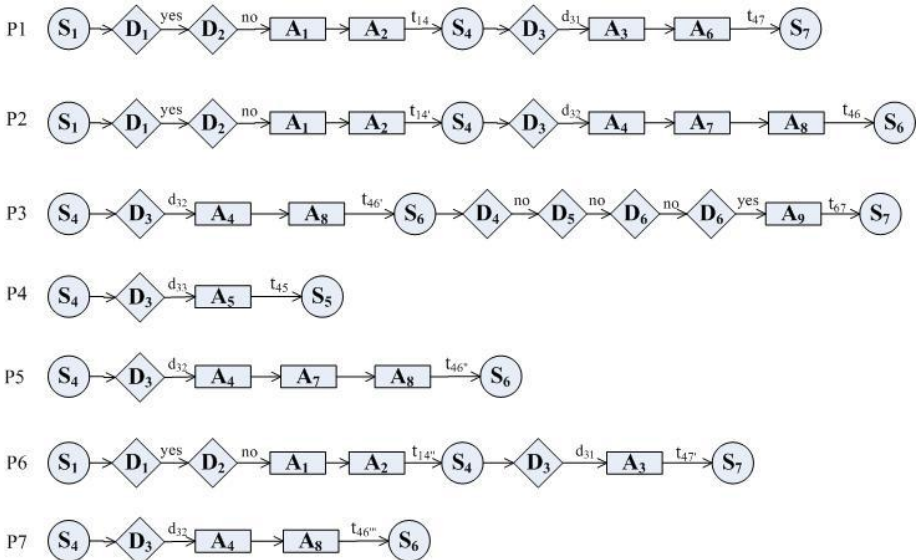 P1 S₁ D₁ yes D₂ no A₁ A₂ t₁₄ S₄ D₃ d₃₁ A₃ A₆ t₄₇ S₇
P2 S₁ D₁ yes D₂ no A₁ A₂ t₁₄' S₄ D₃ d₃₂ A₄ A₇ A₈ t₄₆ S₆
P3 S₄ D₃ d₃₂ A₄ A₈ t₄₆' S₆ D₄ no D₅ no D₆ no D₆ yes A₉ t₆₇ S₇
P4 S₄ D₃ d₃₃ A₅ t₄₅ S₅
P5 S₄ D₃ d₃₂ A₄ A₇ A₈ t₄₆" S₆
P6 S₁ D₁ yes D₂ no A₁ A₂ t₁₄" S₄ D₃ d₃₁ A₃ t₄₇' S₇
P7 S₄ D₃ d₃₂ A₄ A₈ t₄₆''' S₆